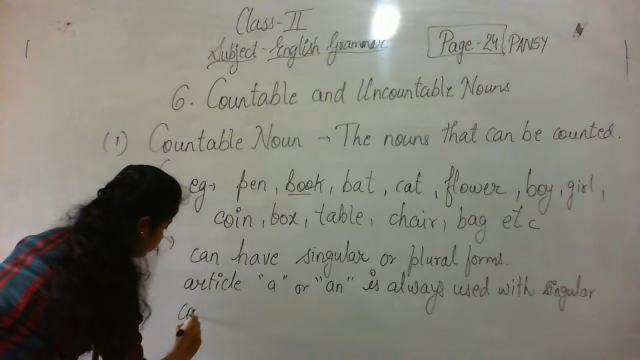 Class-II
Subject-English Grammar
Page-24 PANSY
6. Countable and Uncountable Nouns
(1) Countable Noun → The nouns that can be counted.
eg→ pen, book, bat, cat, flower, boy, girl,
coin, box, table, chair, bag etc
can have singular or plural forms.
article "a" or "an" is always used with singular